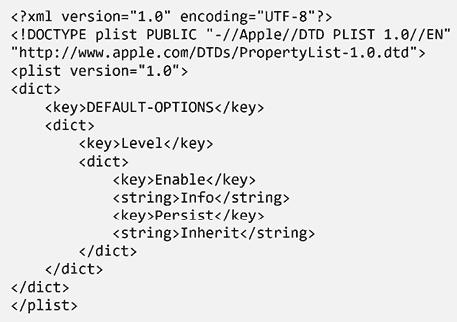 <?xml version="1.0" encoding="UTF-8"?>
<!DOCTYPE plist PUBLIC "-//Apple//DTD PLIST 1.0//EN"
"http://www.apple.com/DTDs/PropertyList-1.0.dtd">
<plist version="1.0">
<dict>
    <key>DEFAULT-OPTIONS</key>
    <dict>
        <key>Level</key>
        <dict>
            <key>Enable</key>
            <string>Info</string>
            <key>Persist</key>
            <string>Inherit</string>
        </dict>
    </dict>
</dict>
</plist>